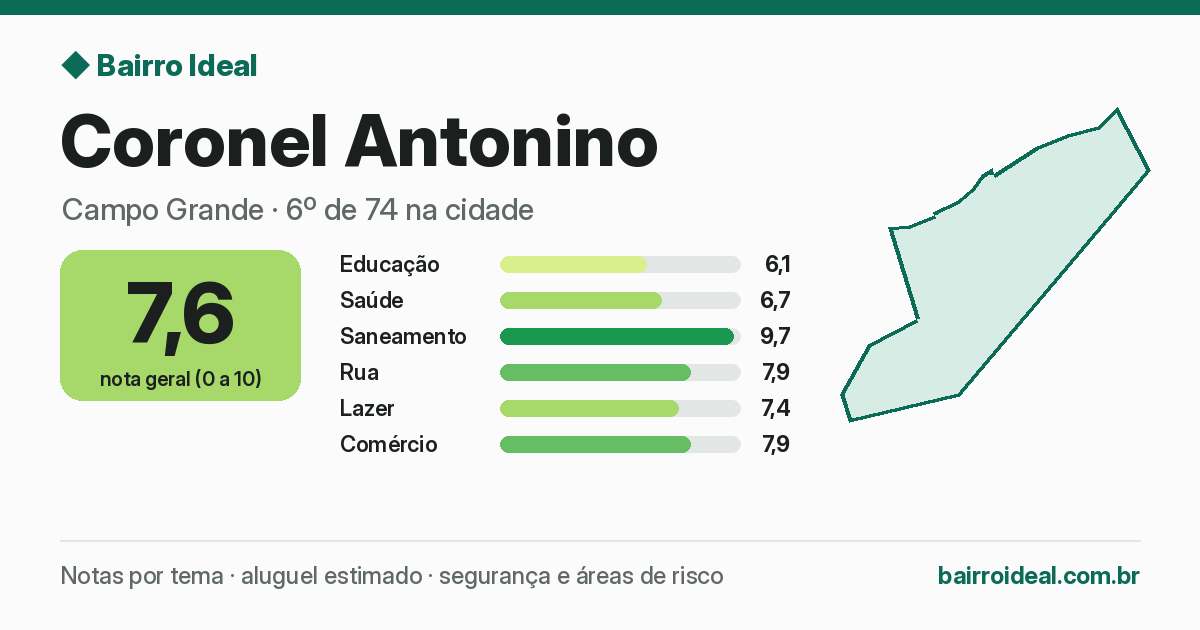 Bairro Ideal
Coronel Antonino
Campo Grande · 6º de 74 na cidade
7,6
nota geral (0 a 10)
Educação 6,1
Saúde 6,7
Saneamento 9,7
Rua 7,9
Lazer 7,4
Comércio 7,9
Notas por tema · aluguel estimado · segurança e áreas de risco
bairroideal.com.br